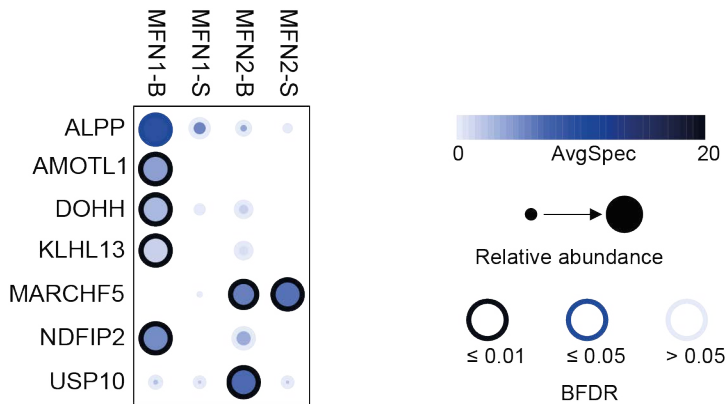 MFN1-B
MFN1-S
MFN2-B
MFN2-S
ALPP
AMOTL1
DOHH
KLHL13
MARCHF5
NDFIP2
USP10
0 AvgSpec 20
Relative abundance
≤ 0.01 ≤ 0.05 > 0.05
BFDR